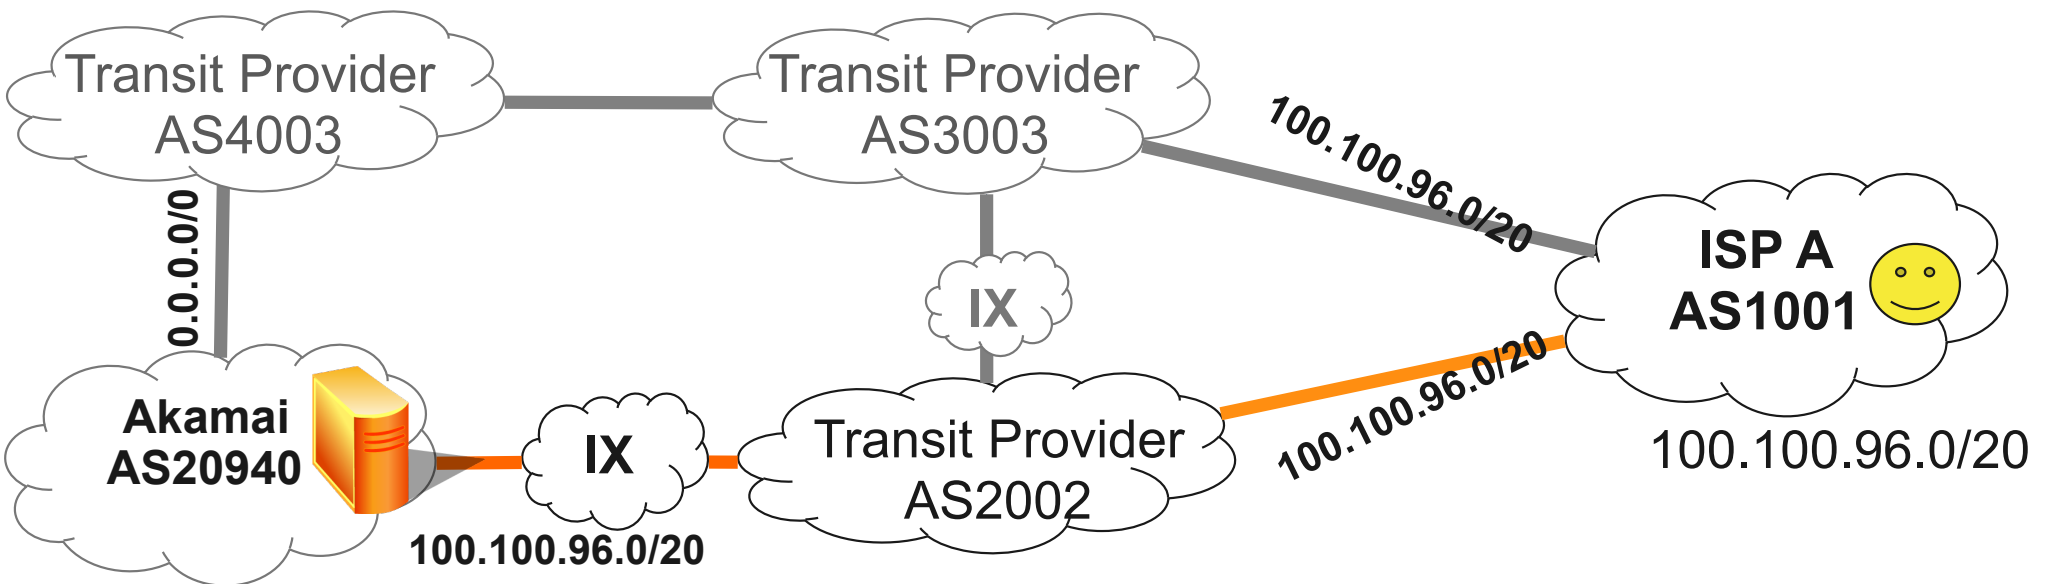 Transit Provider
AS4003
Transit Provider
AS3003
100.100.96.0/20
0.0.0.0/0
IX
ISP A
AS1001
100.100.96.0/20
Akamai
AS20940
IX
Transit Provider
AS2002
100.100.96.0/20
100.100.96.0/20